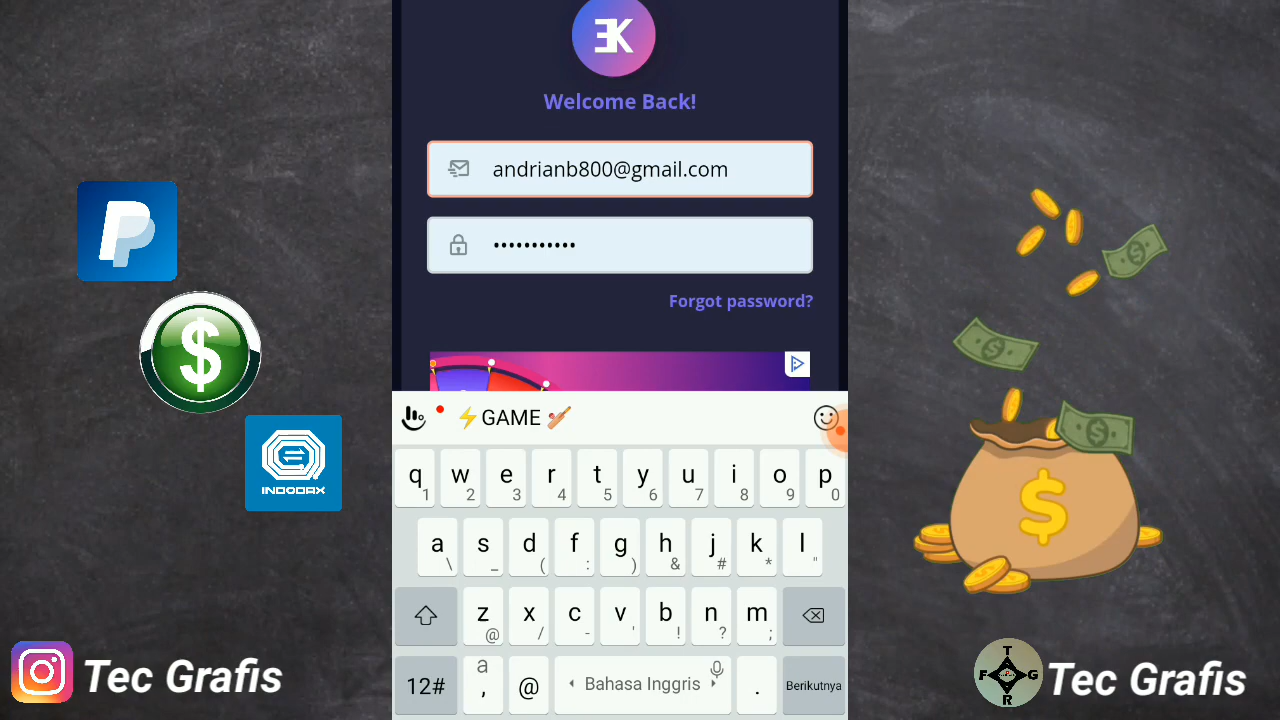 EK
Welcome Back!
andrianb800@gmail.com
•••••••••••
Forgot password?
⚡GAME🏏
q w e r t y u i o p
1 2 3 4 5 6 7 8 9 0
a s d f g h j k l
\ _ ( : ) & # * "
z x c v b n m
@ / - ' ! ? ;
12# a , @ Bahasa Inggris . Berikutnya
P
$
INDODAX
Tec Grafis
$
T
F G
R
Tec Grafis